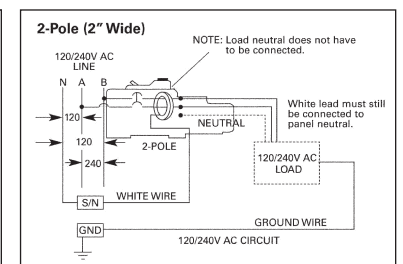 2-Pole (2" Wide)
NOTE: Load neutral does not have
to be connected.
120/240V AC
LINE
N A B
120
120
240
NEUTRAL
2-POLE
White lead must still
be connected to
panel neutral.
120/240V AC
LOAD
S/N
WHITE WIRE
GND
GROUND WIRE
120/240V AC CIRCUIT